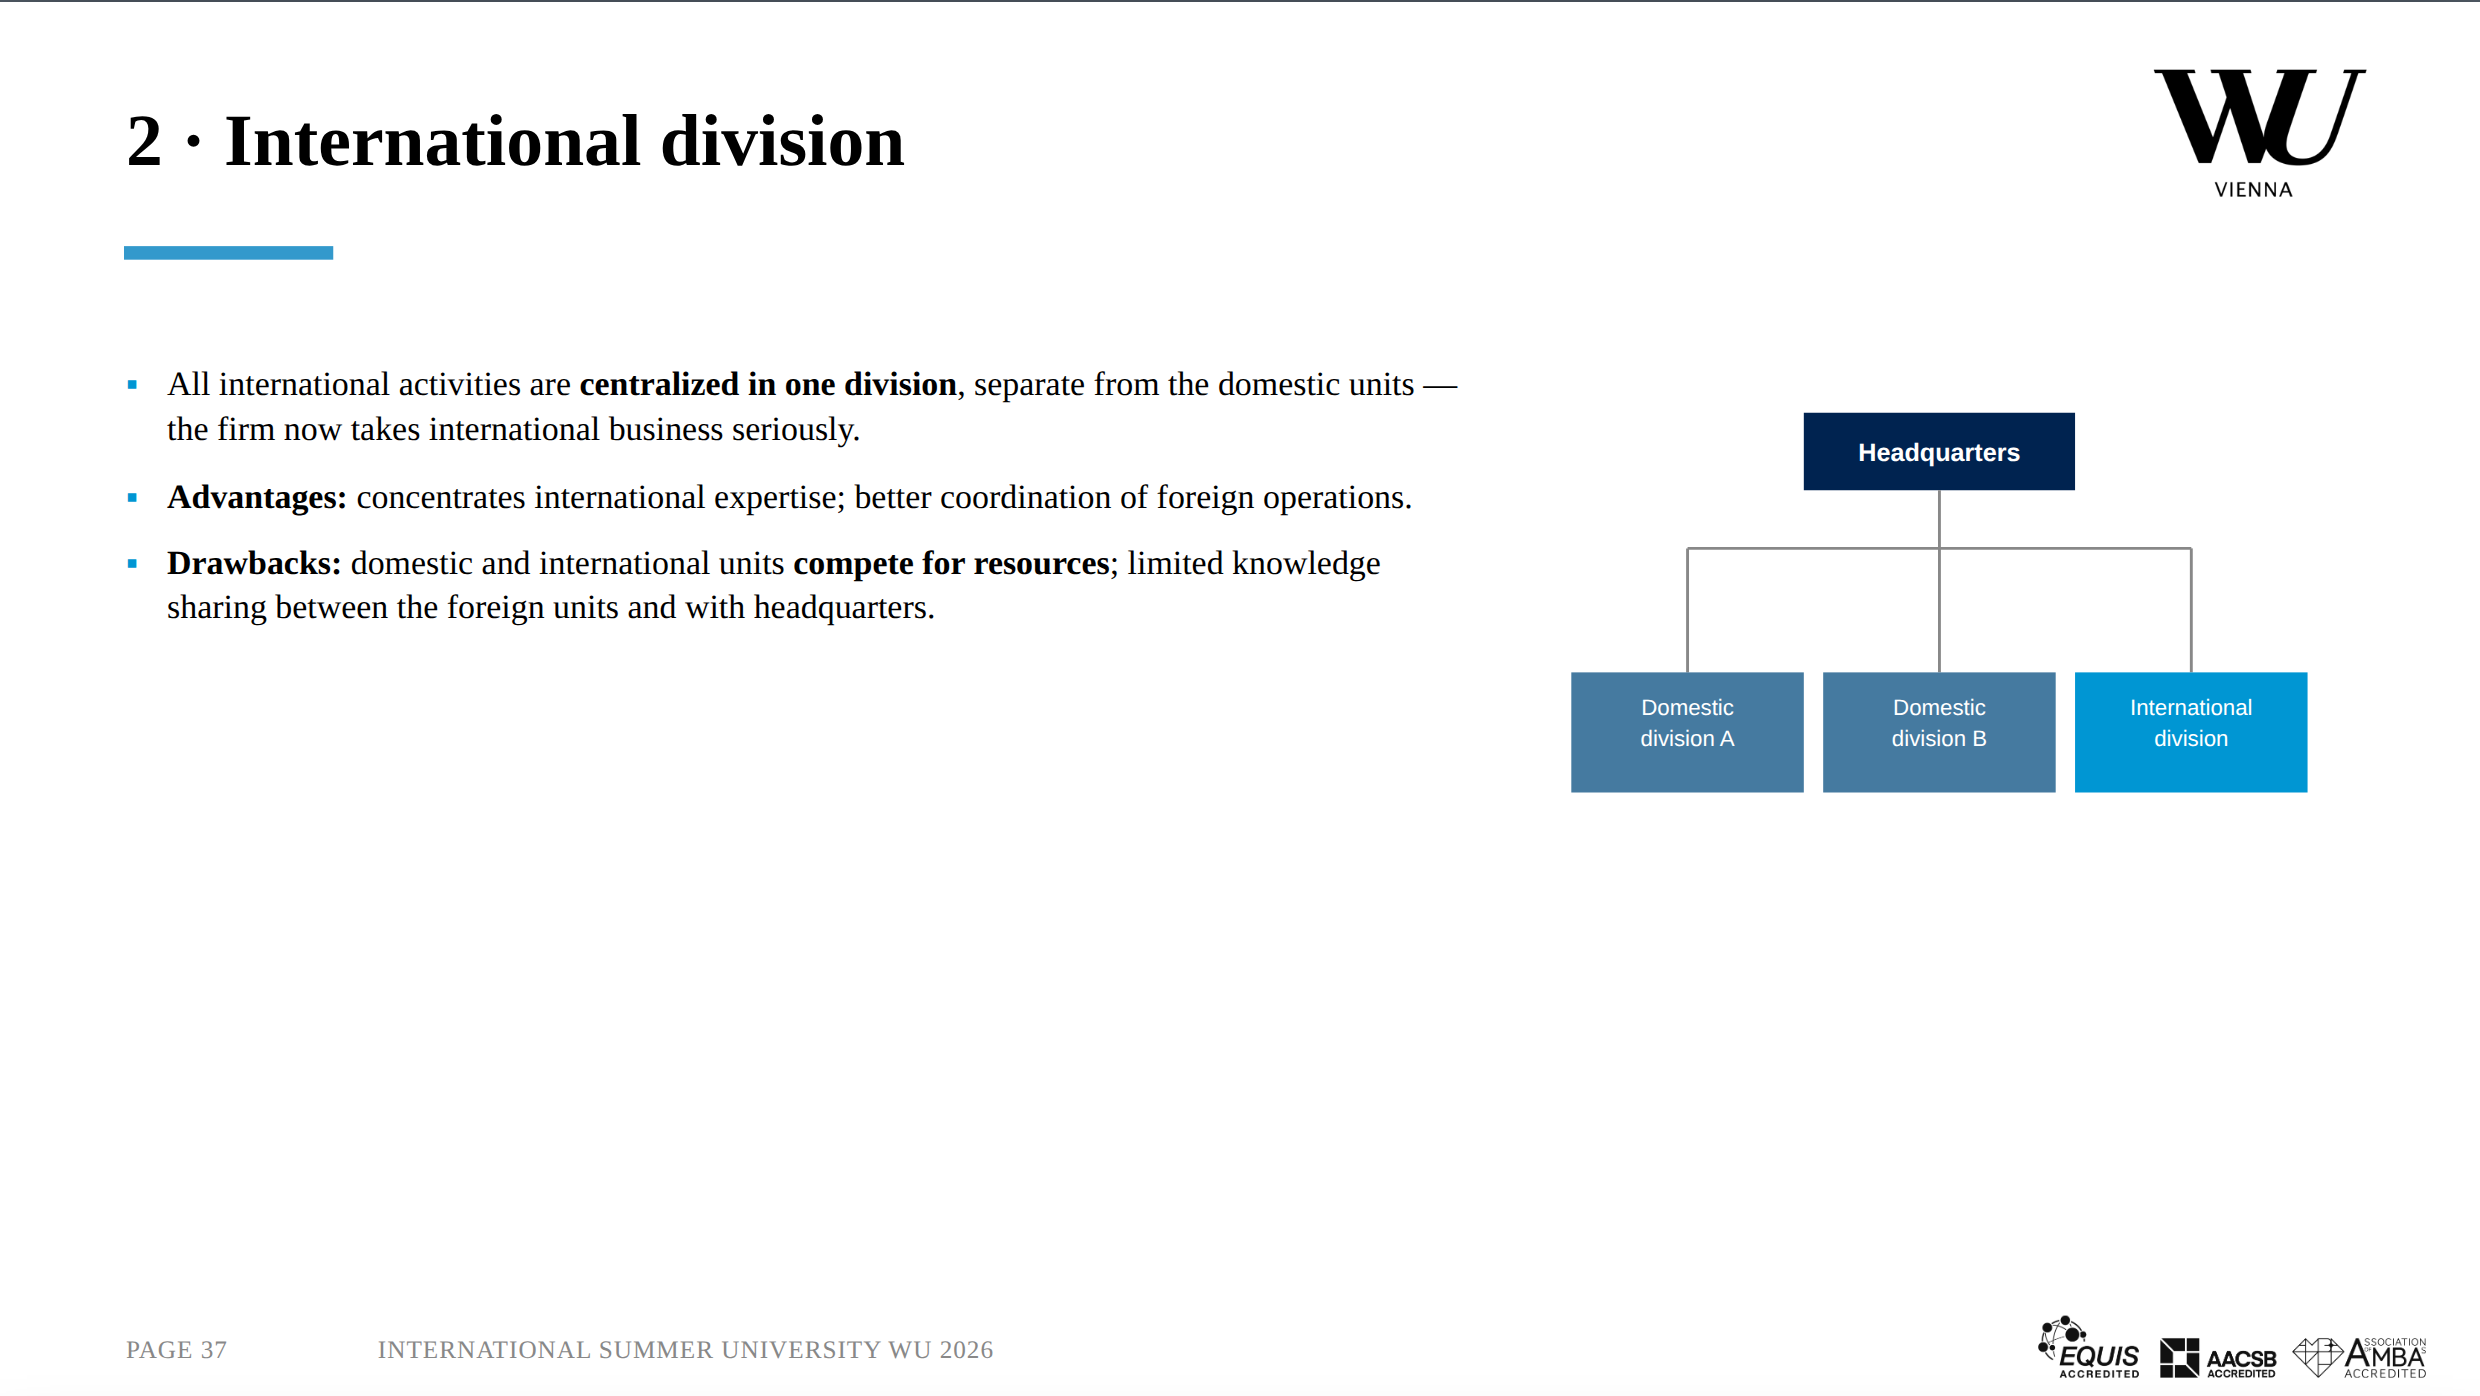 2 · International division
WU
VIENNA
▪ All international activities are centralized in one division, separate from the domestic units —
the firm now takes international business seriously.
▪ Advantages: concentrates international expertise; better coordination of foreign operations.
▪ Drawbacks: domestic and international units compete for resources; limited knowledge
sharing between the foreign units and with headquarters.
Headquarters
Domestic
division A
Domestic
division B
International
division
PAGE 37
INTERNATIONAL SUMMER UNIVERSITY WU 2026
EQUIS
ACCREDITED
AACSB
ACCREDITED
ASSOCIATION
OF
AMBAS
ACCREDITED